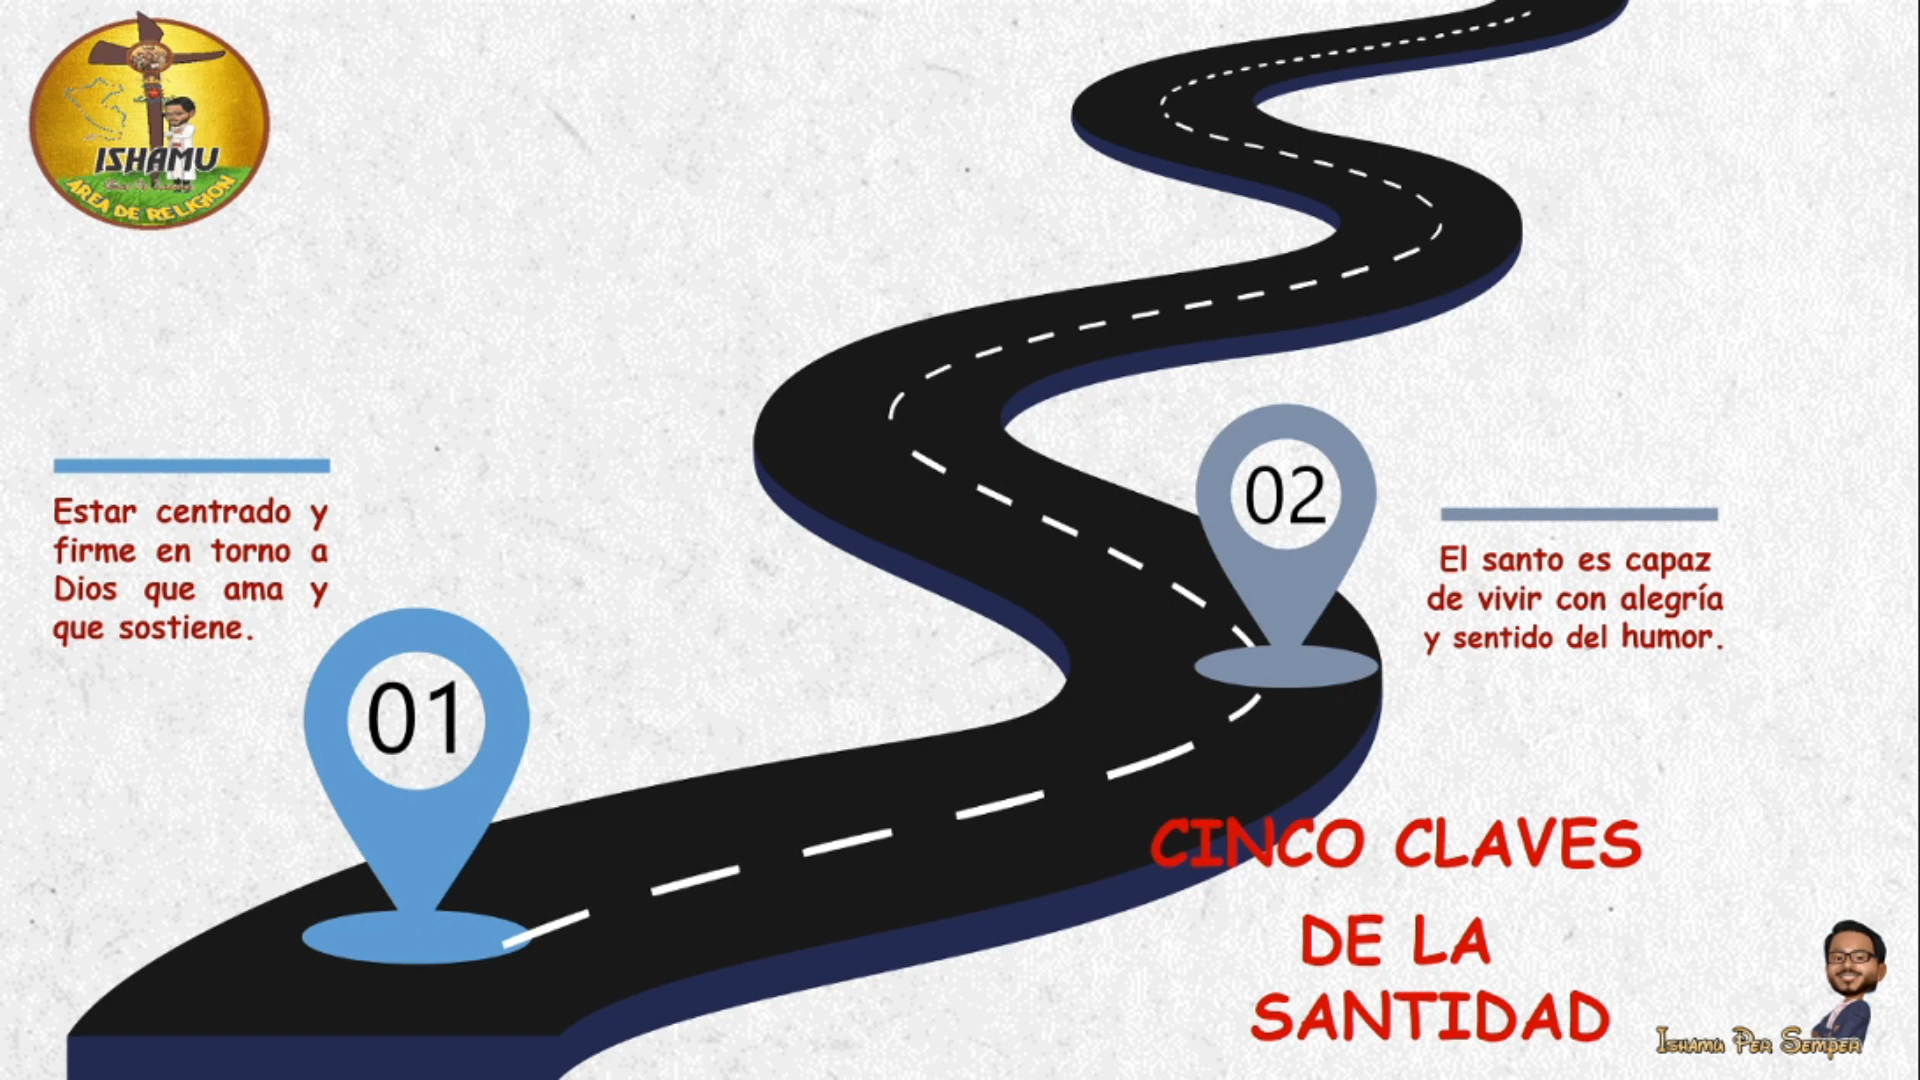 ISHAMU
AREA DE RELIGION
Estar centrado y
firme en torno a
Dios que ama y
que sostiene.
01
02
El santo es capaz
de vivir con alegría
y sentido del humor.
CINCO CLAVES
DE LA
SANTIDAD
Ishamu Per Semper